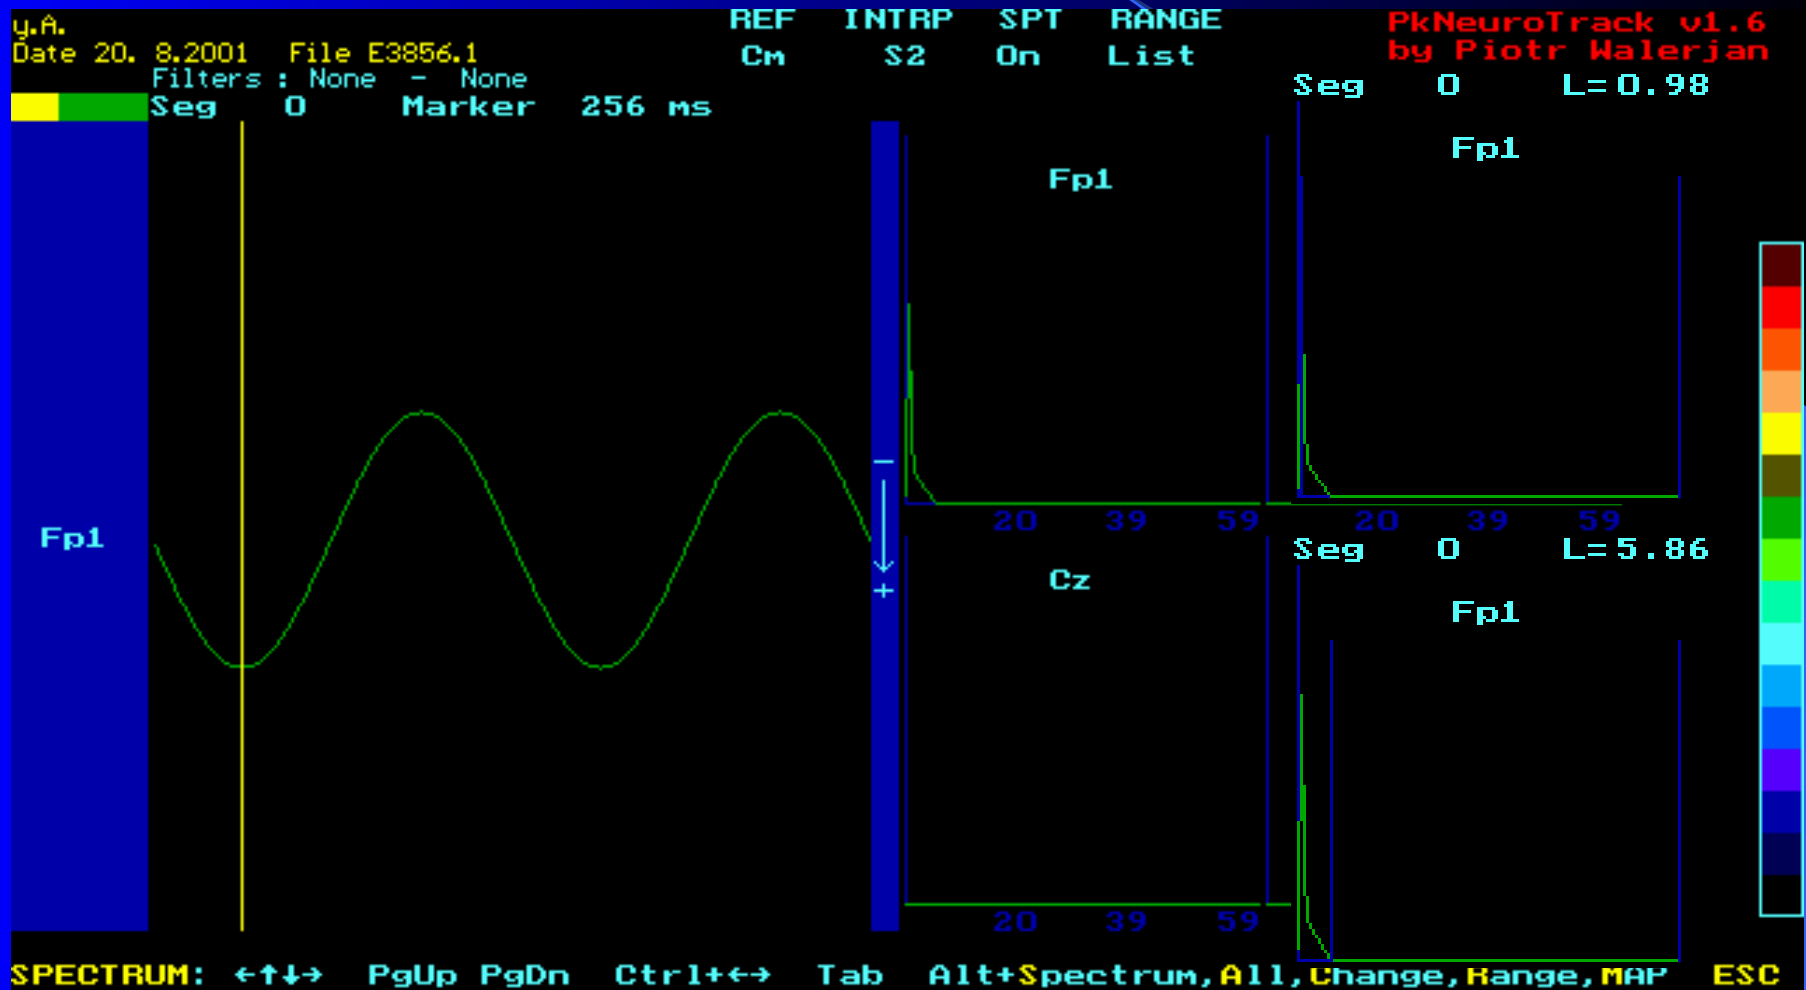 y.A.
Date 20. 8.2001 File E3856.1
Filters : None - None
Seg 0 Marker 256 ms
REF INTRP SPT RANGE
Cm S2 On List
PkNeuroTrack v1.6
by Piotr Walerjan
Seg 0 L=0.98
Fp1
Fp1
Fp1
-
+
20 39 59
20 39 59
Seg 0 L=5.86
Cz
Fp1
20 39 59
SPECTRUM: ←↑↓→ PgUp PgDn Ctrl+←→ Tab Alt+Spectrum,All,Change,Range,MAP ESC